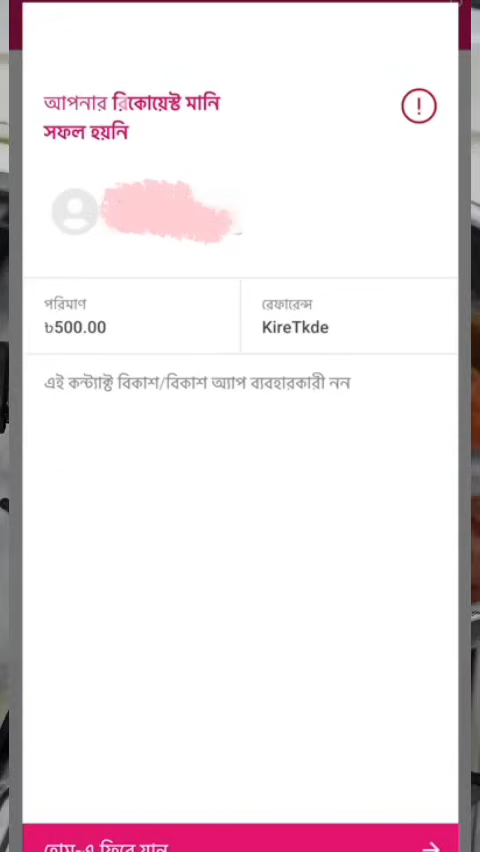 আপনার রিকোয়েস্ট মানি
সফল হয়নি
পরিমাণ
৳500.00
রেফারেন্স
KireTkde
এই কন্ট্যাক্ট বিকাশ/বিকাশ অ্যাপ ব্যবহারকারী নন
হোম-এ ফিরে যান